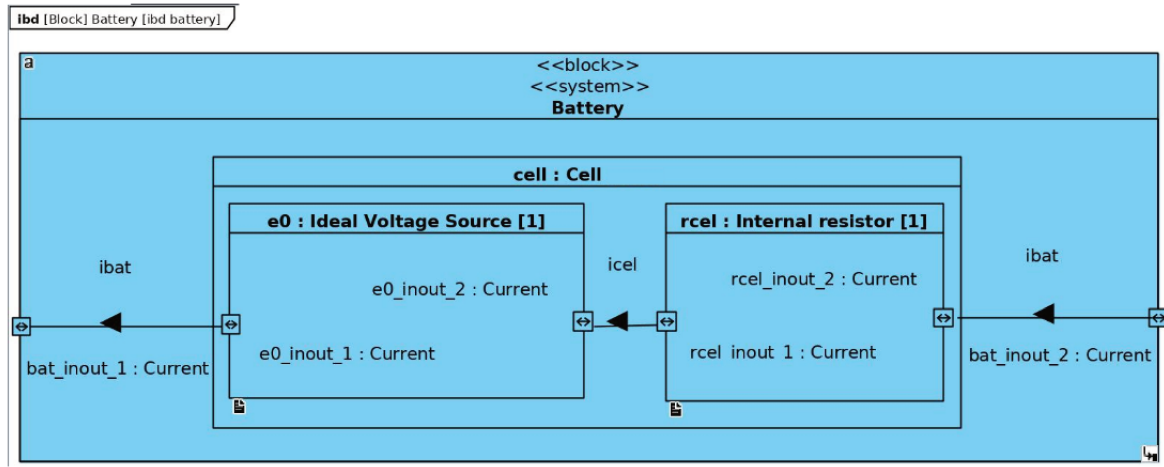 ibd [Block] Battery [ibd battery]
a
<<block>>
<<system>>
Battery
cell : Cell
e0 : Ideal Voltage Source [1]
rcel : Internal resistor [1]
ibat
icel
ibat
e0_inout_2 : Current
rcel_inout_2 : Current
e0_inout_1 : Current
rcel inout 1 : Current
bat_inout_1 : Current
bat_inout_2 : Current